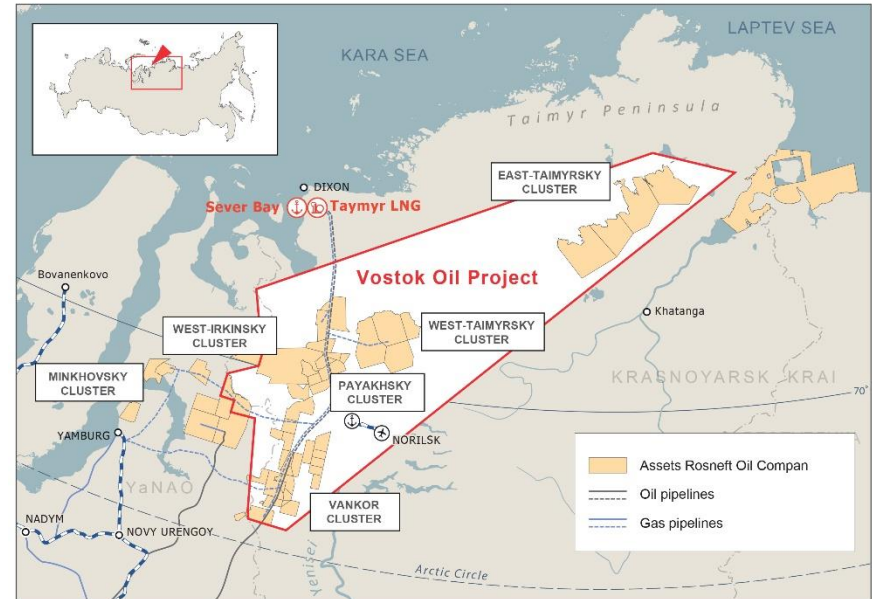 LAPTEV SEA
KARA SEA
Taimyr Peninsula
EAST-TAIMYRSKY
CLUSTER
DIXON
Sever Bay
Taymyr LNG
Vostok Oil Project
Bovanenkovo
Khatanga
WEST-IRKINSKY
CLUSTER
WEST-TAIMYRSKY
CLUSTER
MINKHOVSKY
CLUSTER
PAYAKHSKY
CLUSTER
KRASNOYARSK KRAI
70°
YAMBURG
NORILSK
YaNAO
VANKOR
CLUSTER
NADYM
NOVY URENGOY
Yenisei
Arctic Circle
Assets Rosneft Oil Compan
Oil pipelines
Gas pipelines